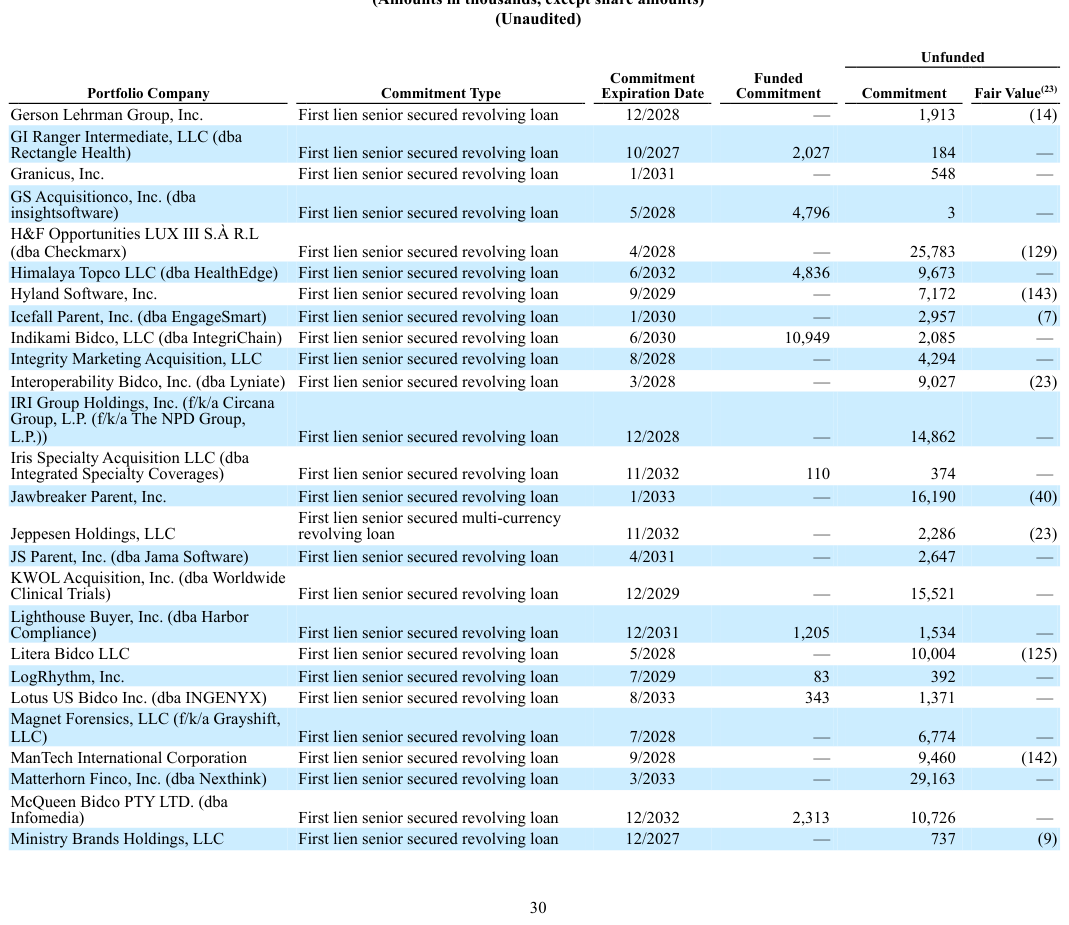 (Amounts in thousands, except share amounts)
(Unaudited)
Unfunded
Portfolio Company Commitment Type Commitment Expiration Date Funded Commitment Commitment Fair Value(23)
Gerson Lehrman Group, Inc. First lien senior secured revolving loan 12/2028 — 1,913 (14)
GI Ranger Intermediate, LLC (dba
Rectangle Health) First lien senior secured revolving loan 10/2027 2,027 184 —
Granicus, Inc. First lien senior secured revolving loan 1/2031 — 548 —
GS Acquisitionco, Inc. (dba
insightsoftware) First lien senior secured revolving loan 5/2028 4,796 3 —
H&F Opportunities LUX III S.À R.L
(dba Checkmarx) First lien senior secured revolving loan 4/2028 — 25,783 (129)
Himalaya Topco LLC (dba HealthEdge) First lien senior secured revolving loan 6/2032 4,836 9,673 —
Hyland Software, Inc. First lien senior secured revolving loan 9/2029 — 7,172 (143)
Icefall Parent, Inc. (dba EngageSmart) First lien senior secured revolving loan 1/2030 — 2,957 (7)
Indikami Bidco, LLC (dba IntegriChain) First lien senior secured revolving loan 6/2030 10,949 2,085 —
Integrity Marketing Acquisition, LLC First lien senior secured revolving loan 8/2028 — 4,294 —
Interoperability Bidco, Inc. (dba Lyniate) First lien senior secured revolving loan 3/2028 — 9,027 (23)
IRI Group Holdings, Inc. (f/k/a Circana
Group, L.P. (f/k/a The NPD Group,
L.P.)) First lien senior secured revolving loan 12/2028 — 14,862 —
Iris Specialty Acquisition LLC (dba
Integrated Specialty Coverages) First lien senior secured revolving loan 11/2032 110 374 —
Jawbreaker Parent, Inc. First lien senior secured revolving loan 1/2033 — 16,190 (40)
First lien senior secured multi-currency
Jeppesen Holdings, LLC revolving loan 11/2032 — 2,286 (23)
JS Parent, Inc. (dba Jama Software) First lien senior secured revolving loan 4/2031 — 2,647 —
KWOL Acquisition, Inc. (dba Worldwide
Clinical Trials) First lien senior secured revolving loan 12/2029 — 15,521 —
Lighthouse Buyer, Inc. (dba Harbor
Compliance) First lien senior secured revolving loan 12/2031 1,205 1,534 —
Litera Bidco LLC First lien senior secured revolving loan 5/2028 — 10,004 (125)
LogRhythm, Inc. First lien senior secured revolving loan 7/2029 83 392 —
Lotus US Bidco Inc. (dba INGENYX) First lien senior secured revolving loan 8/2033 343 1,371 —
Magnet Forensics, LLC (f/k/a Grayshift,
LLC) First lien senior secured revolving loan 7/2028 — 6,774 —
ManTech International Corporation First lien senior secured revolving loan 9/2028 — 9,460 (142)
Matterhorn Finco, Inc. (dba Nexthink) First lien senior secured revolving loan 3/2033 — 29,163 —
McQueen Bidco PTY LTD. (dba
Infomedia) First lien senior secured revolving loan 12/2032 2,313 10,726 —
Ministry Brands Holdings, LLC First lien senior secured revolving loan 12/2027 — 737 (9)
30